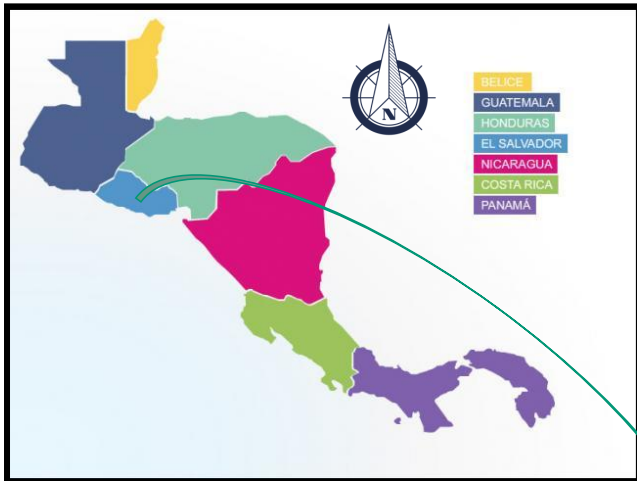 N
BELICE
GUATEMALA
HONDURAS
EL SALVADOR
NICARAGUA
COSTA RICA
PANAMÁ